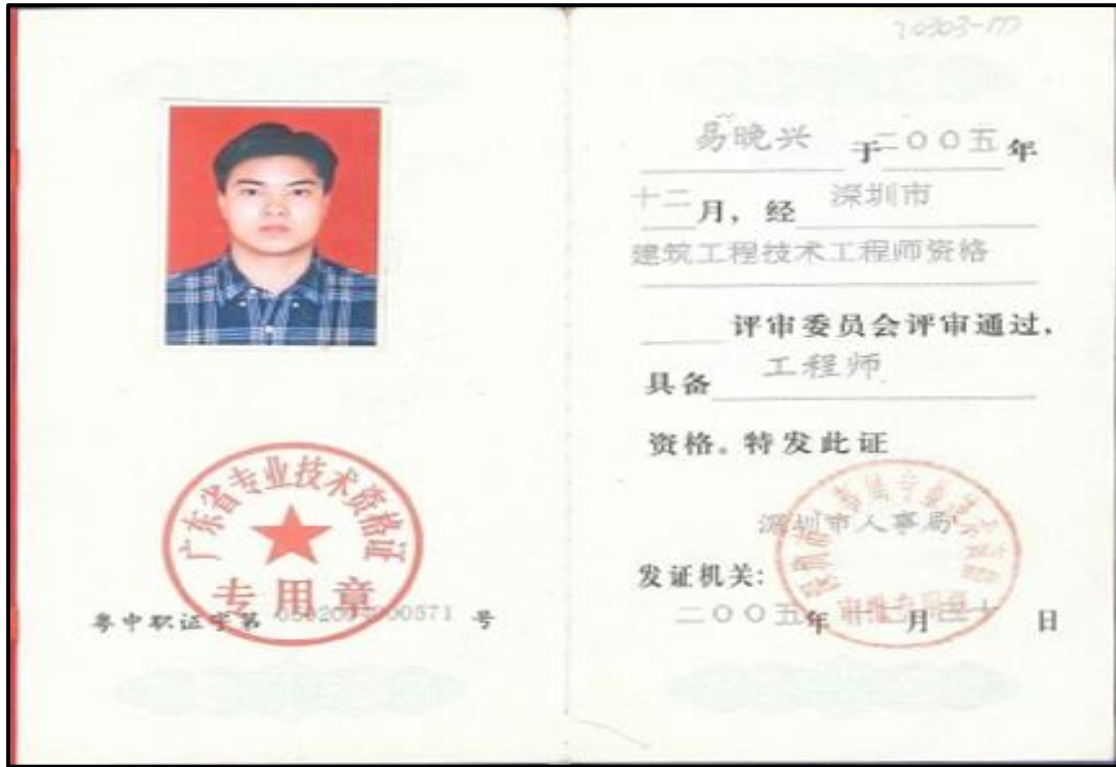 广东省专业技术资格证
专用章
粤中职证字第 号
易晚兴 于二〇〇五年
十二月，经 深圳市
建筑工程技术工程师资格
评审委员会评审通过，
具备 工程师
资格。特发此证
深圳市人事局
发证机关：
二〇〇五年 月 日